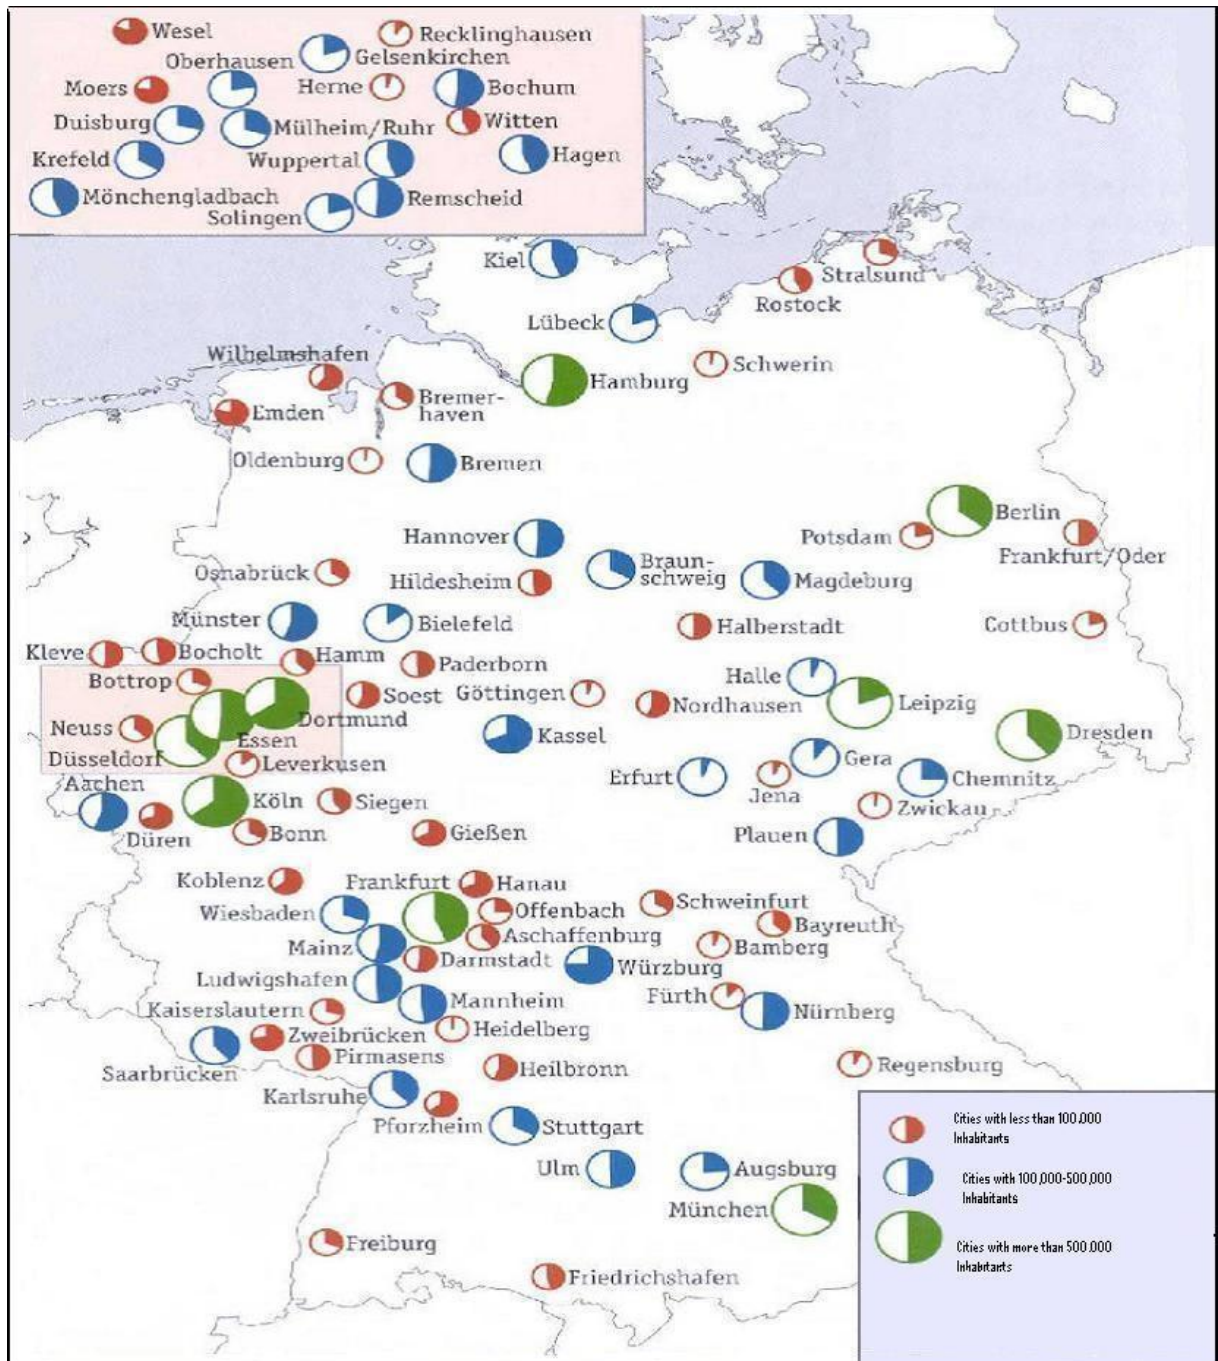 Wesel
Recklinghausen
Oberhausen
Gelsenkirchen
Moers
Herne
Bochum
Duisburg
Mülheim/Ruhr
Witten
Krefeld
Wuppertal
Hagen
Mönchengladbach
Remscheid
Solingen
Kiel
Stralsund
Rostock
Lübeck
Wilhelmshafen
Schwerin
Hamburg
Emden
Bremer-
haven
Oldenburg
Bremen
Berlin
Hannover
Potsdam
Frankfurt/Oder
Osnabrück
Hildesheim
Braun-
schweig
Magdeburg
Münster
Bielefeld
Halberstadt
Cottbus
Kleve
Bocholt
Hamm
Paderborn
Bottrop
Soest
Göttingen
Halle
Nordhausen
Leipzig
Neuss
Dortmund
Essen
Kassel
Dresden
Düsseldorf
Leverkusen
Gera
Aachen
Erfurt
Jena
Chemnitz
Köln
Siegen
Zwickau
Düren
Bonn
Gießen
Plauen
Koblenz
Frankfurt
Hanau
Wiesbaden
Offenbach
Schweinfurt
Mainz
Aschaffenburg
Bayreuth
Bamberg
Darmstadt
Würzburg
Ludwigshafen
Kaiserslautern
Mannheim
Fürth
Nürnberg
Zweibrücken
Heidelberg
Pirmasens
Saarbrücken
Heilbronn
Regensburg
Karlsruhe
Pforzheim
Stuttgart
Ulm
Augsburg
München
Freiburg
Friedrichshafen
Cities with less than 100.000
Inhabitants
Cities with 100,000-500,000
Inhabitants
Cities with more than 500.000
Inhabitants